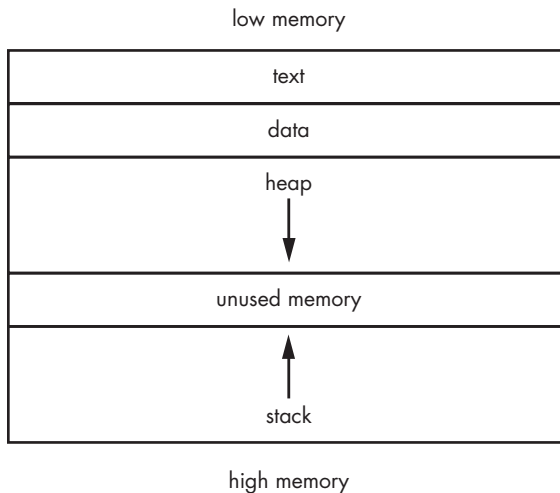 low memory
text
data
heap
unused memory
stack
high memory